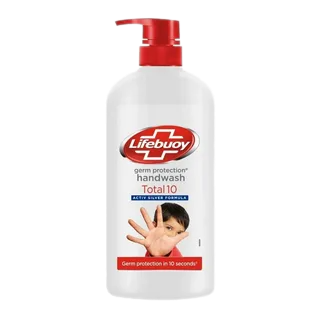 Lifebuoy
germ protection*
handwash
Total 10
ACTIV SILVER FORMULA
Germ protection in 10 seconds*